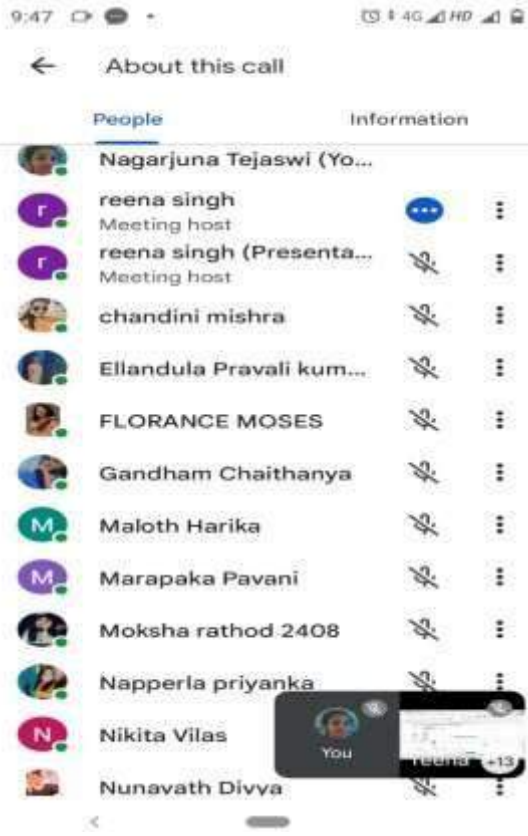 9:47 4G HD
About this call
People Information
Nagarjuna Tejaswi (Yo...
r reena singh
Meeting host
r reena singh (Presenta...
Meeting host
chandini mishra
Ellandula Pravali kum...
FLORANCE MOSES
Gandham Chaithanya
M Maloth Harika
M Marapaka Pavani
Moksha rathod 2408
Napperla priyanka
N Nikita Vilas
You reena +13
Nunavath Divya